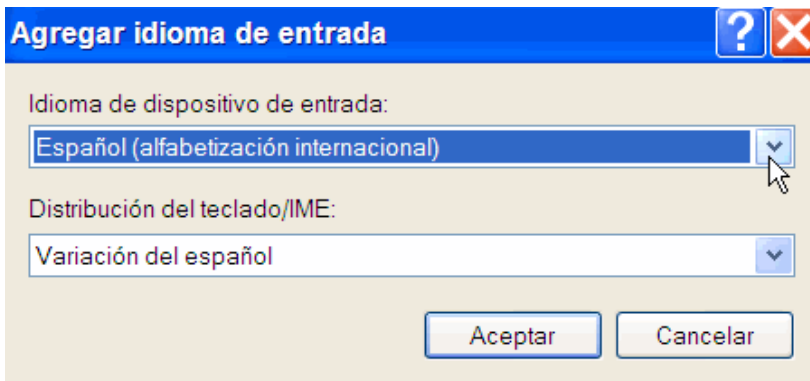 Agregar idioma de entrada
Idioma de dispositivo de entrada:
Español (alfabetización internacional)
Distribución del teclado/IME:
Variación del español
Aceptar Cancelar